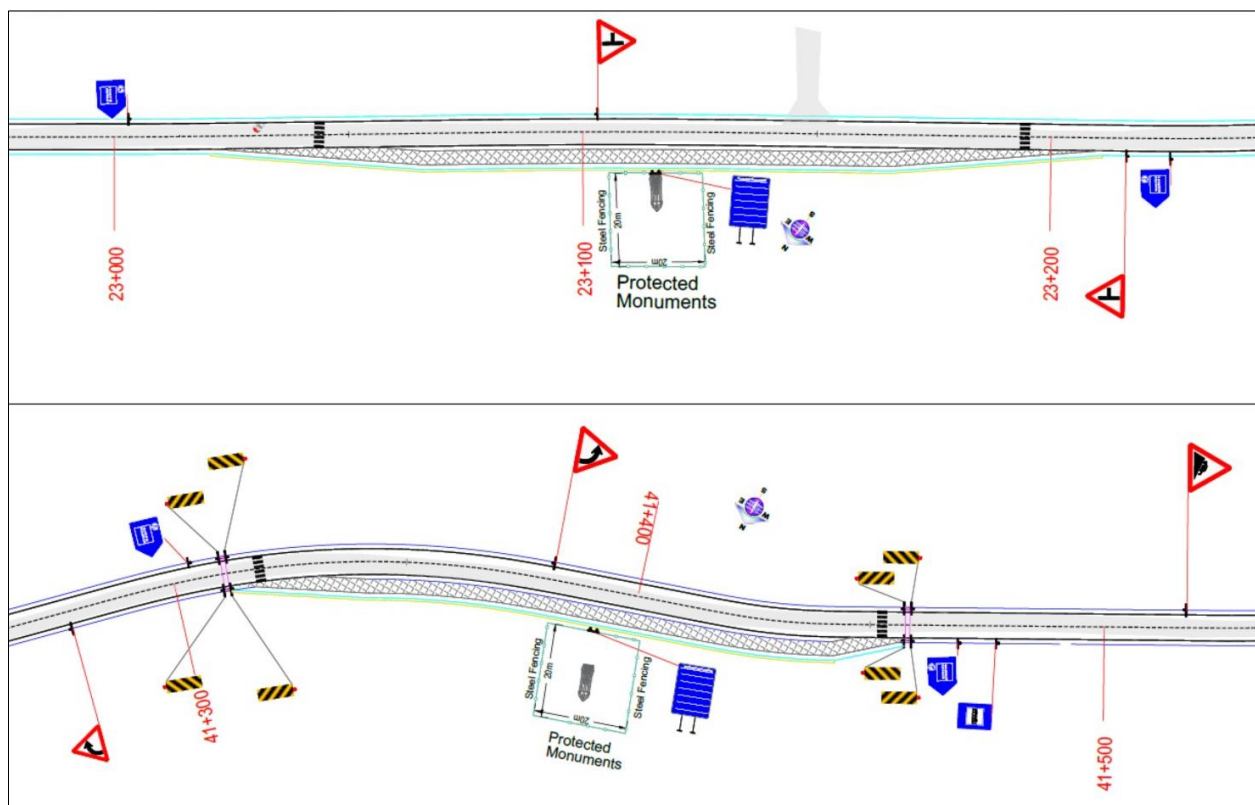 23+000
23+100
23+200
Steel Fencing
20m
Steel Fencing
20m
Protected
Monuments
S
E
W
N
41+300
41+400
41+500
Steel Fencing
20m
Steel Fencing
20m
Protected
Monuments
S
E
W
N